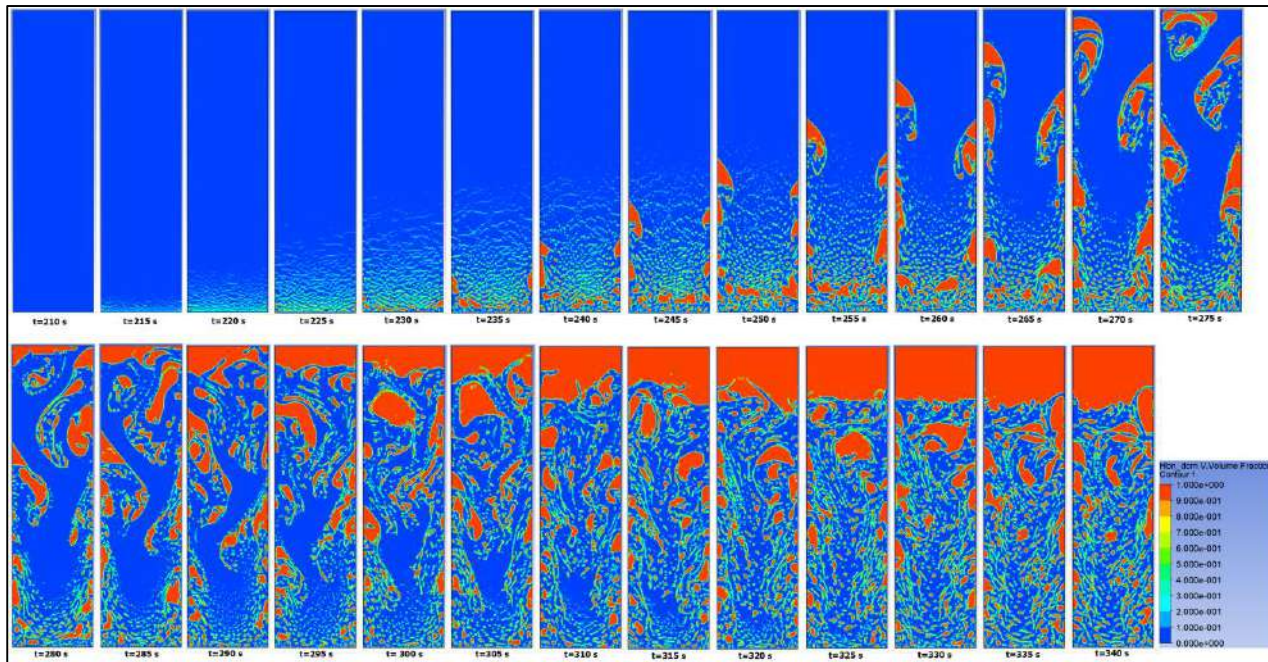 t=210 s t=215 s t=220 s t=225 s t=230 s t=235 s t=240 s t=245 s t=250 s t=255 s t=260 s t=265 s t=270 s t=275 s
t=280 s t=285 s t=290 s t=295 s t= 300 s t=305 s t=310 s t=315 s t=320 s t=325 s t=330 s t=335 s t=340 s
V.Volume Fractio
Contour 1
1.000e+000
9.000e-001
8.000e-001
7.000e-001
6.000e-001
5.000e-001
4.000e-001
3.000e-001
2.000e-001
1.000e-001
0.000e+000